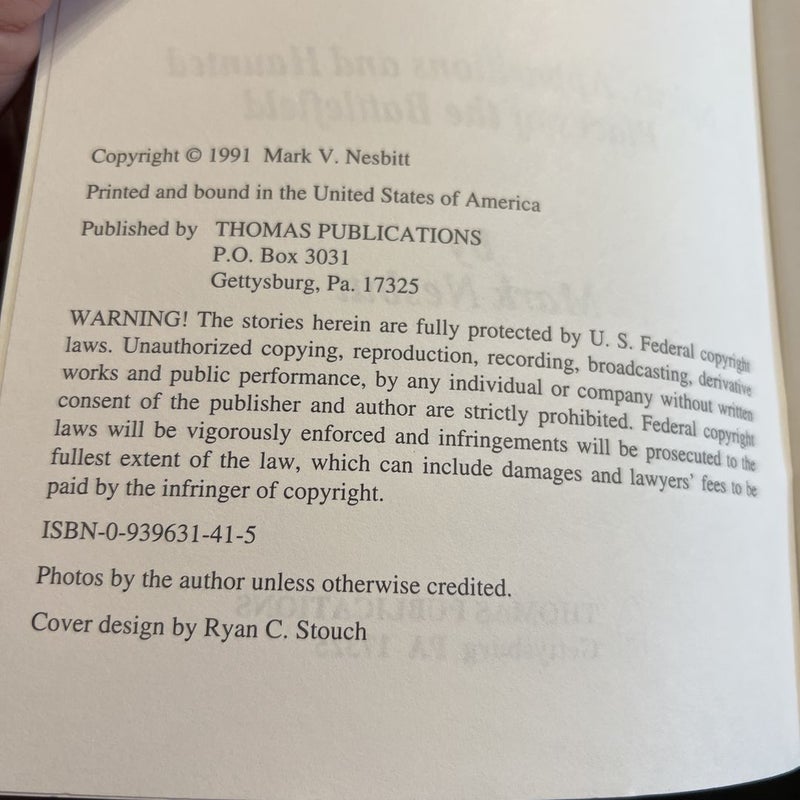 Copyright © 1991 Mark V. Nesbitt
Printed and bound in the United States of America
Published by THOMAS PUBLICATIONS
P.O. Box 3031
Gettysburg, Pa. 17325
WARNING! The stories herein are fully protected by U. S. Federal copyright
laws. Unauthorized copying, reproduction, recording, broadcasting, derivative
works and public performance, by any individual or company without written
consent of the publisher and author are strictly prohibited. Federal copyright
laws will be vigorously enforced and infringements will be prosecuted to the
fullest extent of the law, which can include damages and lawyers' fees to be
paid by the infringer of copyright.
ISBN-0-939631-41-5
Photos by the author unless otherwise credited.
Cover design by Ryan C. Stouch